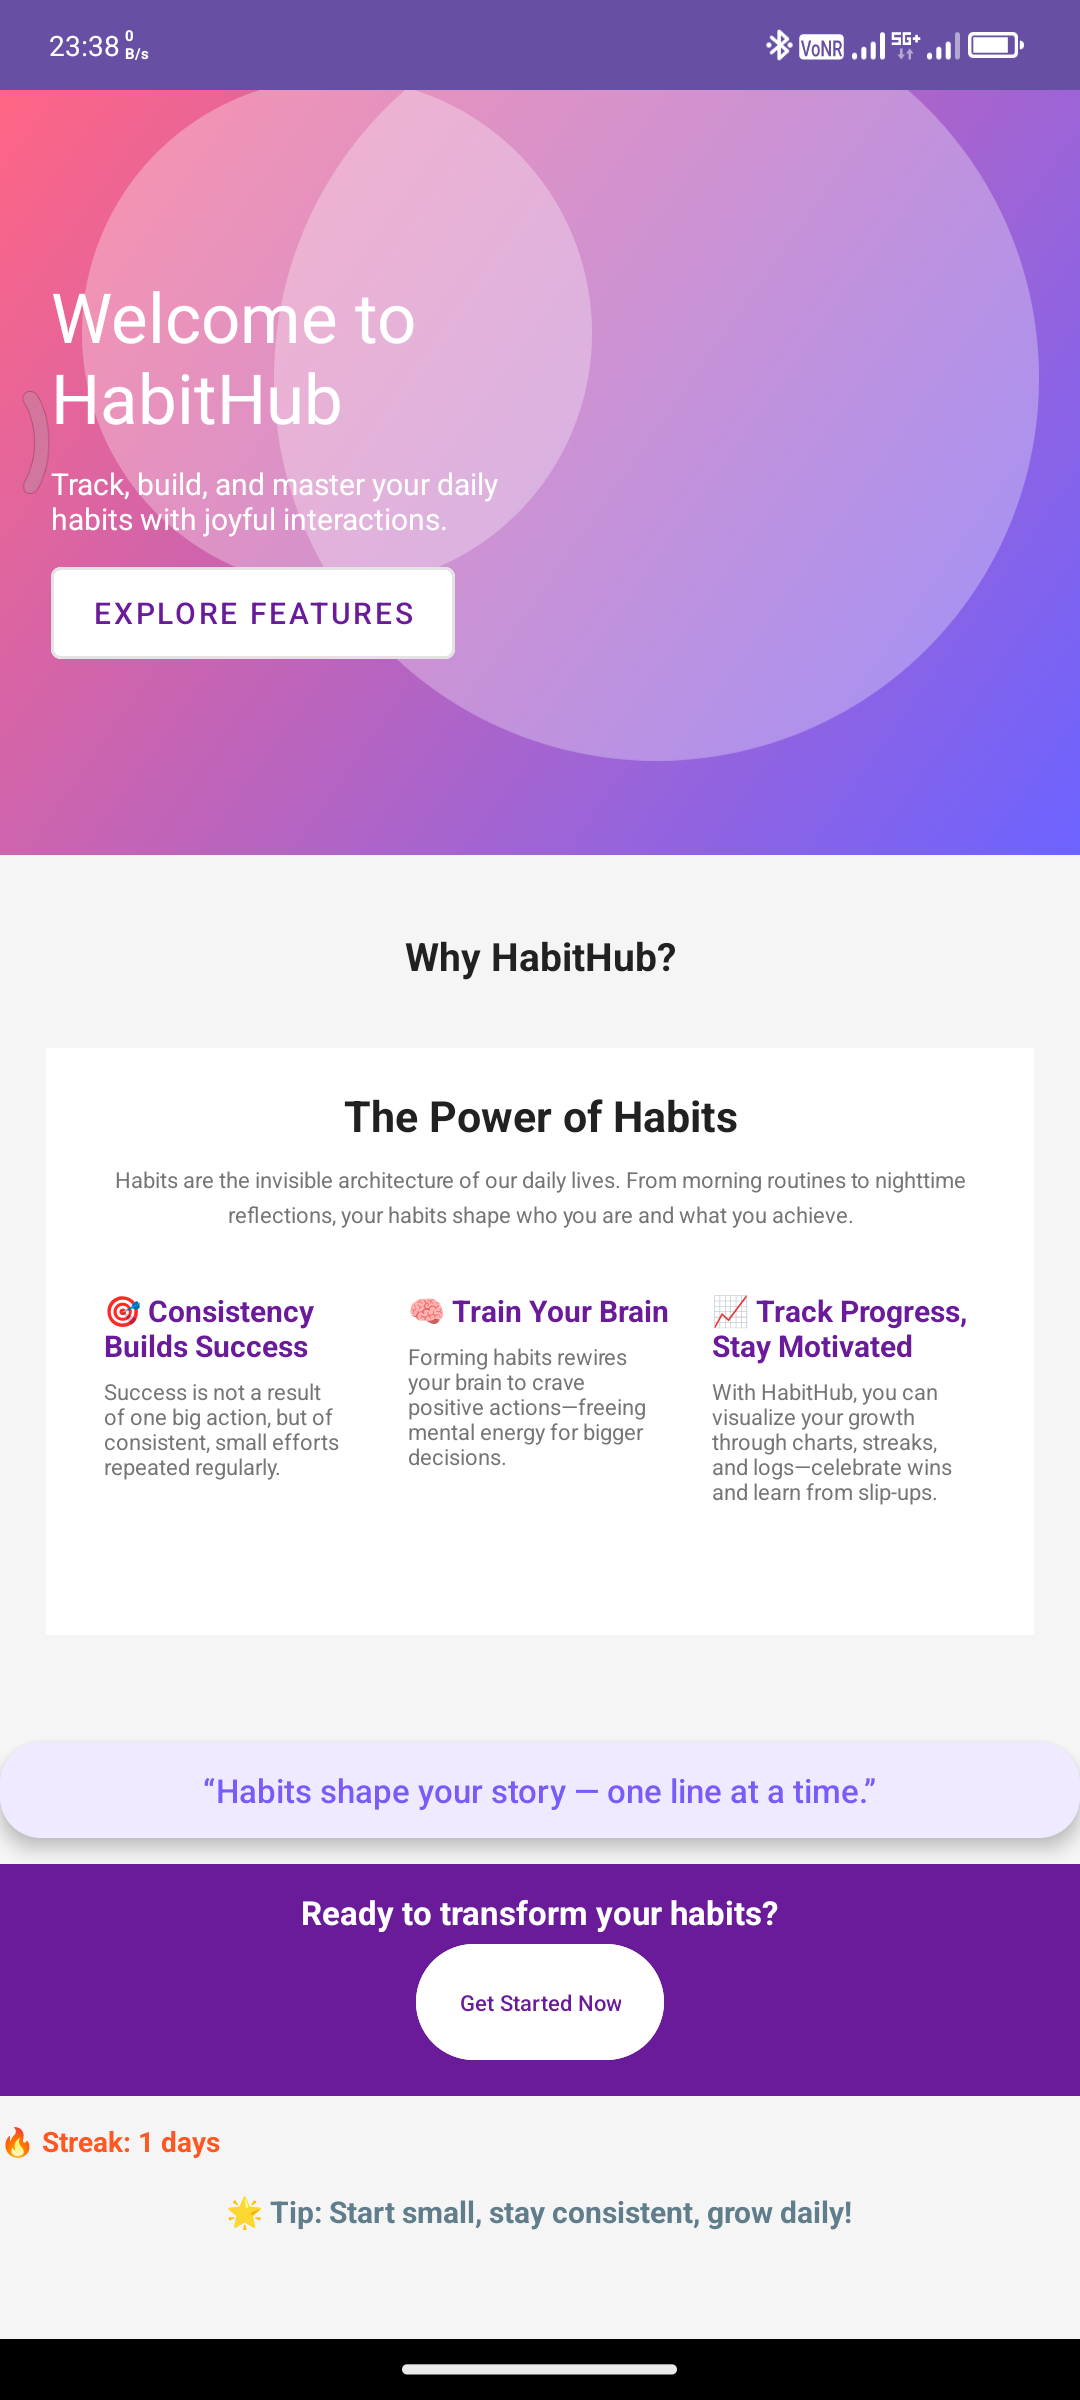 23:38 0 B/s VoNR 5G+
Welcome to
HabitHub
Track, build, and master your daily
habits with joyful interactions.
EXPLORE FEATURES
Why HabitHub?
The Power of Habits
Habits are the invisible architecture of our daily lives. From morning routines to nighttime
reflections, your habits shape who you are and what you achieve.
🎯 Consistency
Builds Success
Success is not a result
of one big action, but of
consistent, small efforts
repeated regularly.
🧠 Train Your Brain
Forming habits rewires
your brain to crave
positive actions—freeing
mental energy for bigger
decisions.
📈 Track Progress,
Stay Motivated
With HabitHub, you can
visualize your growth
through charts, streaks,
and logs—celebrate wins
and learn from slip-ups.
“Habits shape your story — one line at a time.”
Ready to transform your habits?
Get Started Now
🔥 Streak: 1 days
🌟 Tip: Start small, stay consistent, grow daily!